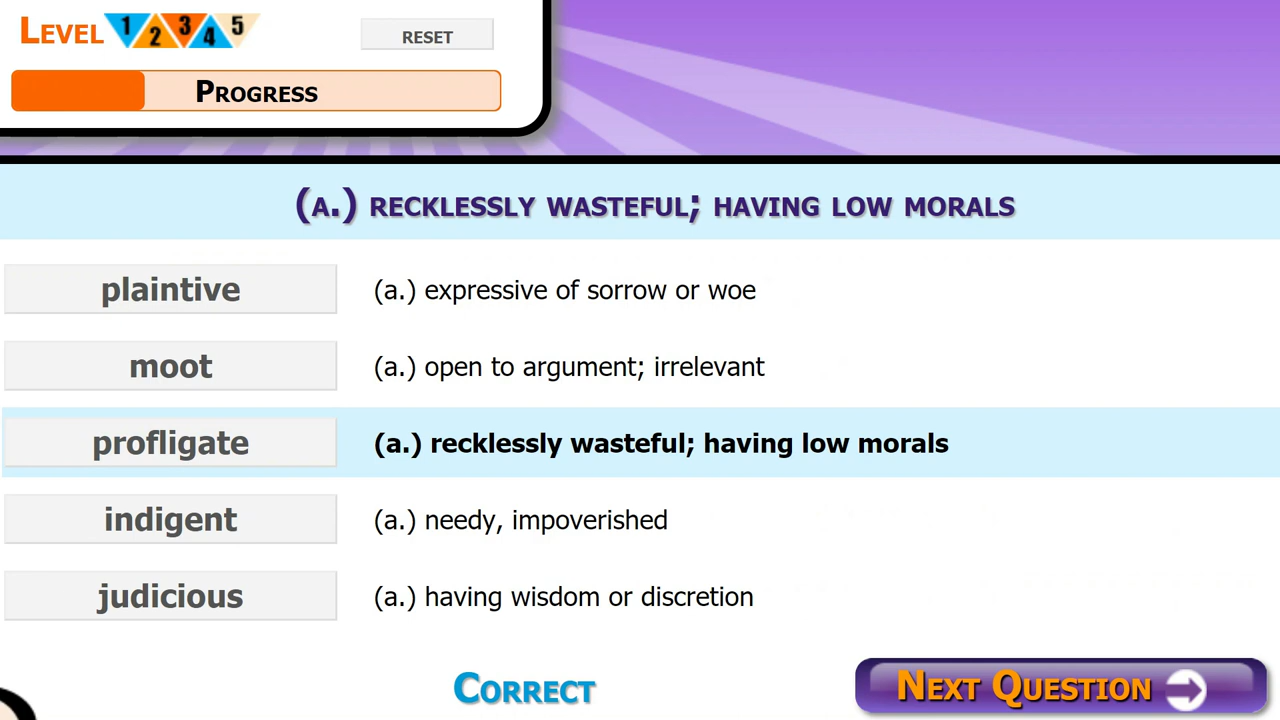 LEVEL 1 2 3 4 5
RESET
PROGRESS
(A.) RECKLESSLY WASTEFUL; HAVING LOW MORALS
plaintive (a.) expressive of sorrow or woe
moot (a.) open to argument; irrelevant
profligate (a.) recklessly wasteful; having low morals
indigent (a.) needy, impoverished
judicious (a.) having wisdom or discretion
CORRECT
NEXT QUESTION